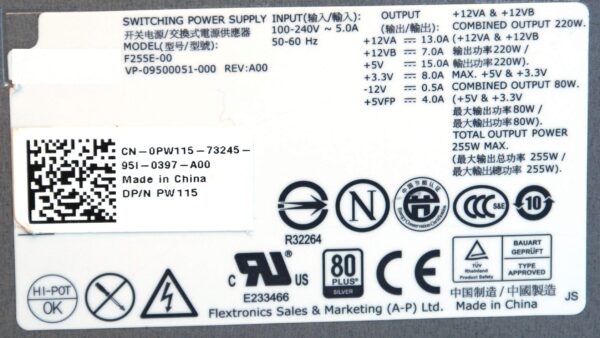 SWITCHING POWER SUPPLY
开关电源/交換式電源供應器
MODEL(型号/型號):
F255E-00
VP-09500051-000 REV:A00
INPUT(输入/輸入):
100-240V ~ 5.0A
50-60 Hz
OUTPUT
(输出/輸出):
+12VA ⎓ 13.0A
+12VB ⎓ 7.0A
+5V ⎓ 15.0A
+3.3V ⎓ 8.0A
-12V ⎓ 0.5A
+5VFP ⎓ 4.0A
+12VA & +12VB
COMBINED OUTPUT 220W.
(+12VA & +12VB
输出功率220W /
輸出功率220W)
+5V & +3.3V
MAX. COMBINED OUTPUT 80W.
(+5V & +3.3V
最大输出功率80W /
最大輸出功率80W).
TOTAL OUTPUT POWER
255W MAX.
(最大总输出功率 255W /
最大輸出總功率 255W).
CN-0PW115-73245-
95I-0397-A00
Made in China
DP/N PW115
N
CCC
S&E
10
R32264
HI-POT
OK
C
US
E233466
80
PLUS
SILVER
CE
TÜV
Rheinland
Product Safety
BAUART
GEPRÜFT
TYPE
APPROVED
Flextronics Sales & Marketing (A-P) Ltd.
中国制造 / 中國製造
Made in China
JS